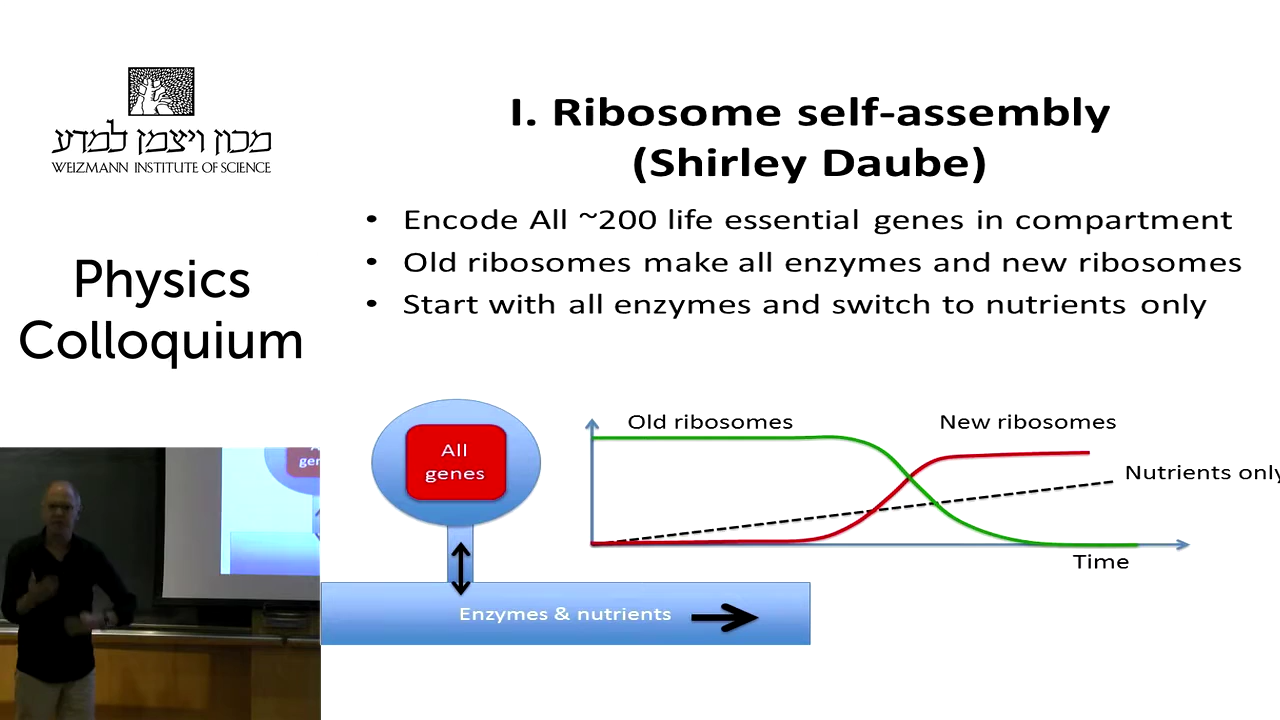 מכון ויצמן למדע
WEIZMANN INSTITUTE OF SCIENCE
Physics
Colloquium
I. Ribosome self-assembly
(Shirley Daube)
• Encode All ~200 life essential genes in compartment
• Old ribosomes make all enzymes and new ribosomes
• Start with all enzymes and switch to nutrients only
All
genes
Enzymes & nutrients
Old ribosomes
New ribosomes
Nutrients only
Time